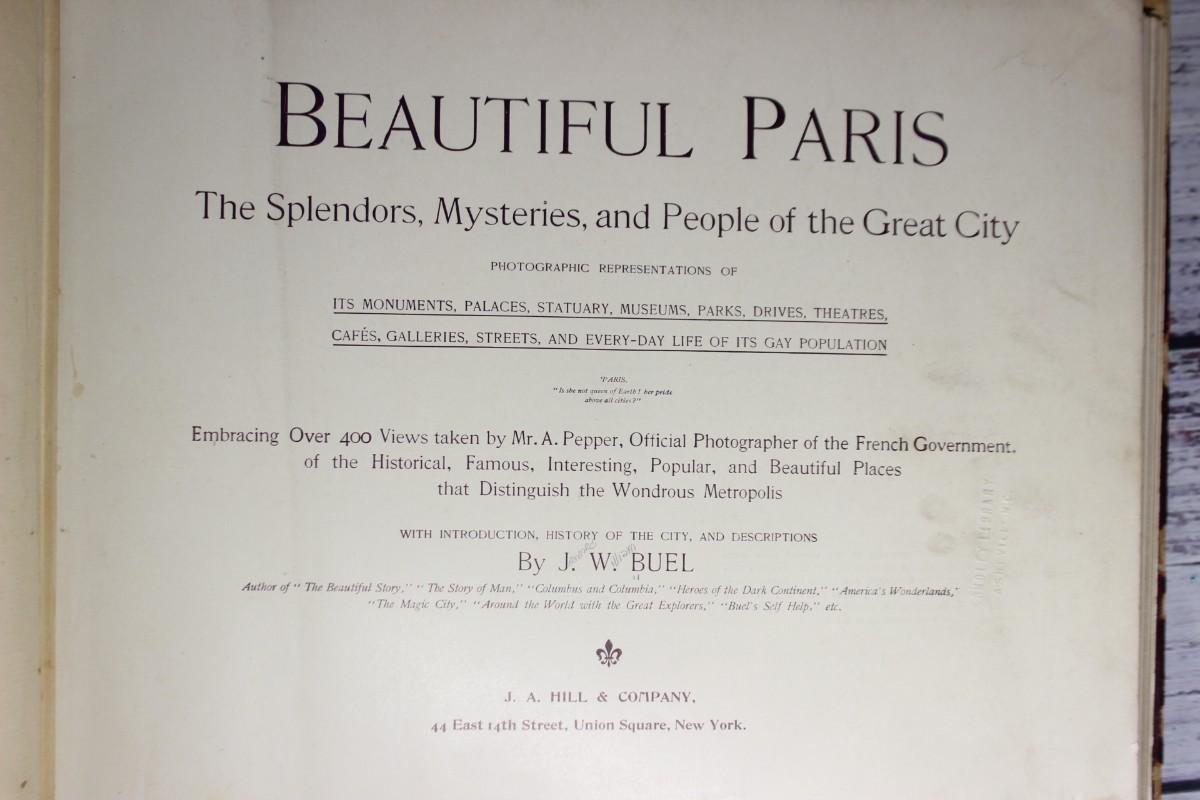 BEAUTIFUL PARIS
The Splendors, Mysteries, and People of the Great City
PHOTOGRAPHIC REPRESENTATIONS OF
ITS MONUMENTS, PALACES, STATUARY, MUSEUMS, PARKS, DRIVES, THEATRES,
CAFÉS, GALLERIES, STREETS, AND EVERY-DAY LIFE OF ITS GAY POPULATION
"PARIS.
"Is she not queen of Earth! her pride
above all cities?"
Embracing Over 400 Views taken by Mr. A. Pepper, Official Photographer of the French Government.
of the Historical, Famous, Interesting, Popular, and Beautiful Places
that Distinguish the Wondrous Metropolis
WITH INTRODUCTION, HISTORY OF THE CITY, AND DESCRIPTIONS
By J. W. BUEL
Author of "The Beautiful Story," "The Story of Man," "Columbus and Columbia," "Heroes of the Dark Continent," "America's Wonderlands,"
"The Magic City," "Around the World with the Great Explorers," "Buel's Self Help," etc.
J. A. HILL & COMPANY,
44 East 14th Street, Union Square, New York.
LIBRARY